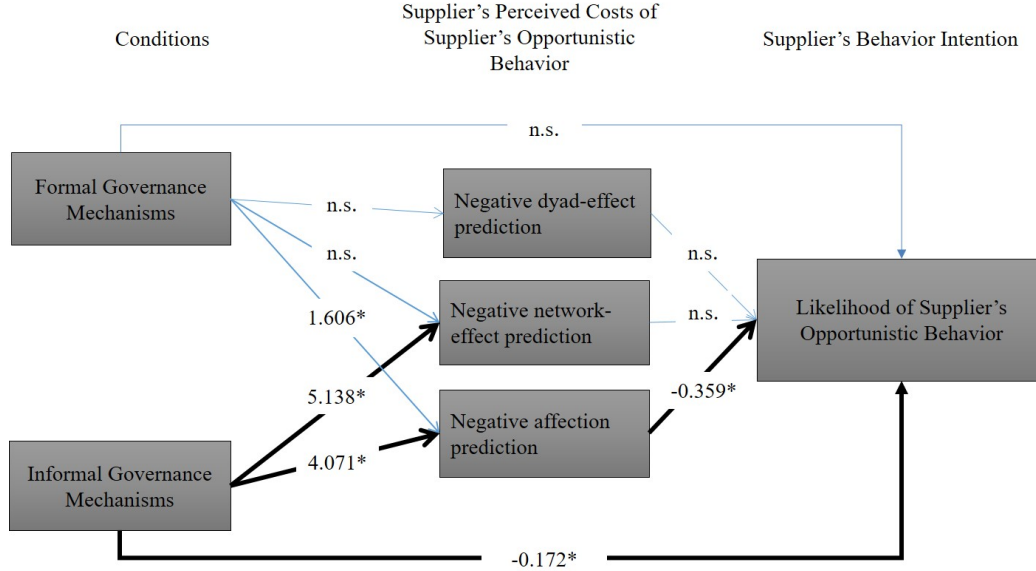 Conditions
Supplier’s Perceived Costs of
Supplier’s Opportunistic
Behavior
Supplier’s Behavior Intention
n.s.
Formal Governance
Mechanisms
n.s.
n.s.
1.606*
5.138*
4.071*
Informal Governance
Mechanisms
Negative dyad-effect
prediction
Negative network-
effect prediction
Negative affection
prediction
n.s.
n.s.
-0.359*
Likelihood of Supplier’s
Opportunistic Behavior
-0.172*